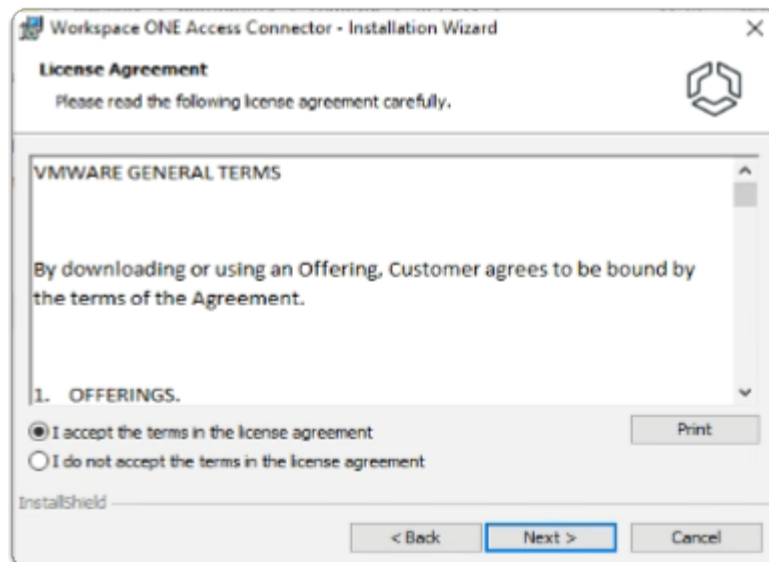 Workspace ONE Access Connector - Installation Wizard
License Agreement
Please read the following license agreement carefully.
VMWARE GENERAL TERMS
By downloading or using an Offering, Customer agrees to be bound by
the terms of the Agreement.
1. OFFERINGS.
I accept the terms in the license agreement
Print
I do not accept the terms in the license agreement
InstallShield
< Back
Next >
Cancel